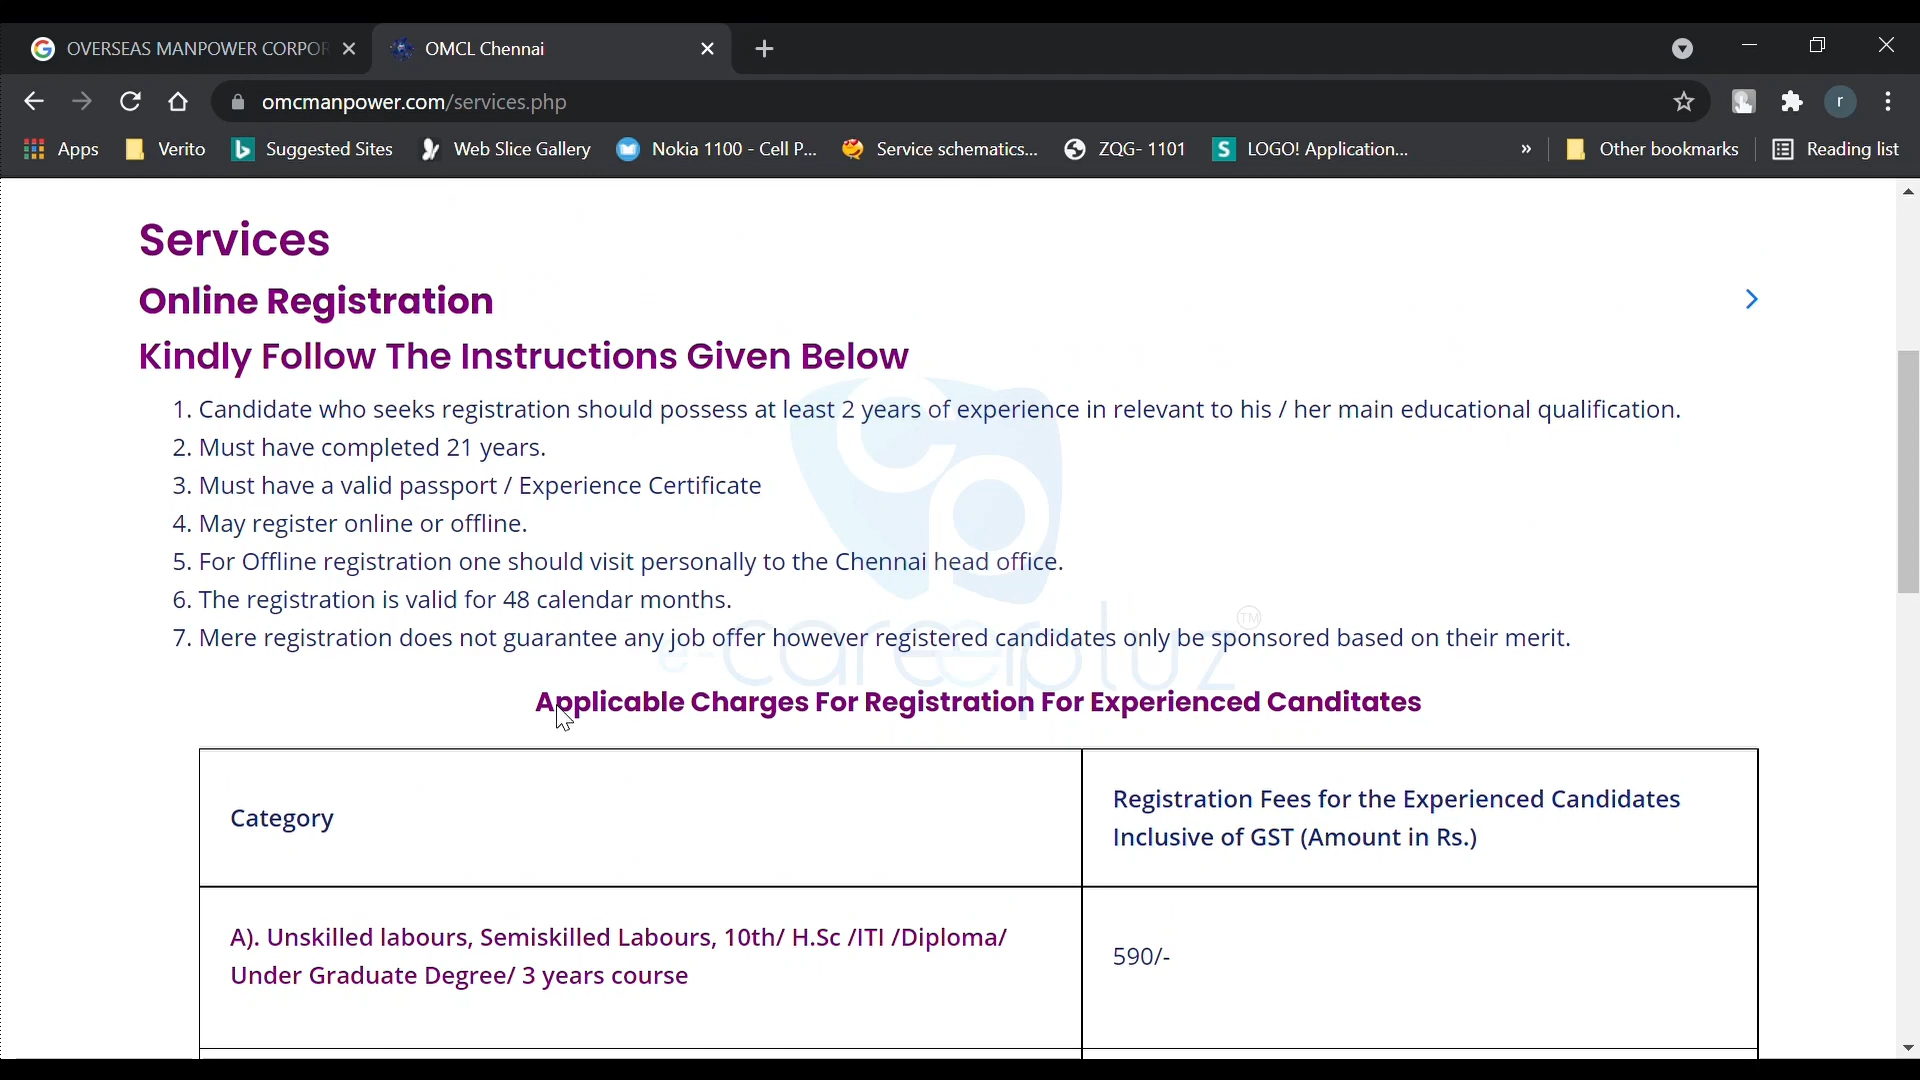 OVERSEAS MANPOWER CORPOR
OMCL Chennai
omcmanpower.com/services.php
r
Apps
Verito
Suggested Sites
Web Slice Gallery
Nokia 1100 - Cell P...
Service schematics...
ZQG- 1101
LOGO! Application...
»
Other bookmarks
Reading list
Services
Online Registration
Kindly Follow The Instructions Given Below
1. Candidate who seeks registration should possess at least 2 years of experience in relevant to his / her main educational qualification.
2. Must have completed 21 years.
3. Must have a valid passport / Experience Certificate
4. May register online or offline.
5. For Offline registration one should visit personally to the Chennai head office.
6. The registration is valid for 48 calendar months.
7. Mere registration does not guarantee any job offer however registered candidates only be sponsored based on their merit.
e-careerpluz TM
Applicable Charges For Registration For Experienced Canditates
Category
Registration Fees for the Experienced Candidates
Inclusive of GST (Amount in Rs.)
A). Unskilled labours, Semiskilled Labours, 10th/ H.Sc /ITI /Diploma/
Under Graduate Degree/ 3 years course
590/-